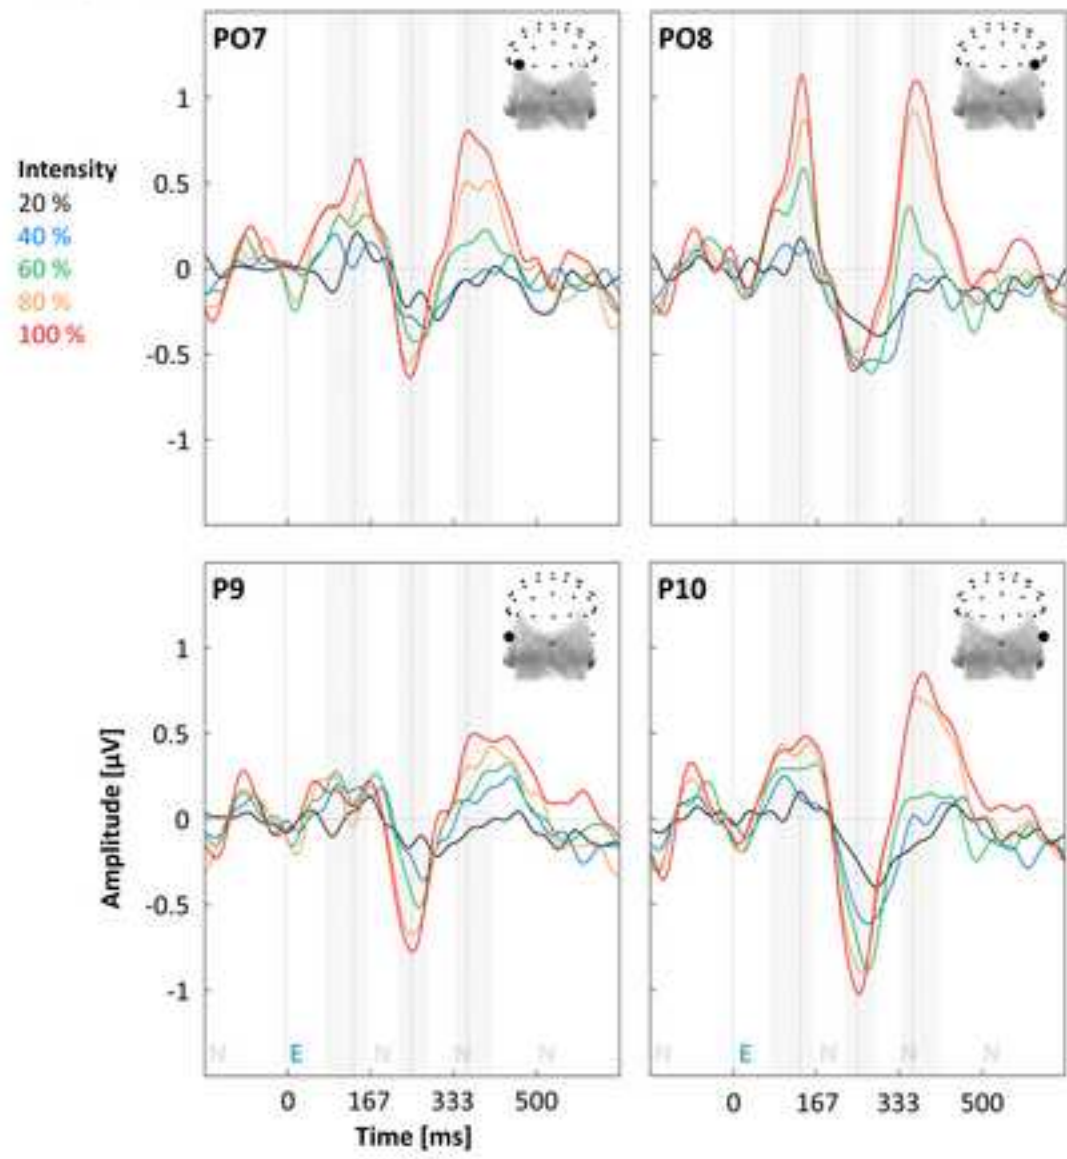 PO7
PO8
1
0.5
0
-0.5
-1
Intensity
20 %
40 %
60 %
80 %
100 %
P9
P10
1
0.5
0
-0.5
-1
Amplitude [µV]
N E N N N
N E N N N
0 167 333 500
0 167 333 500
Time [ms]